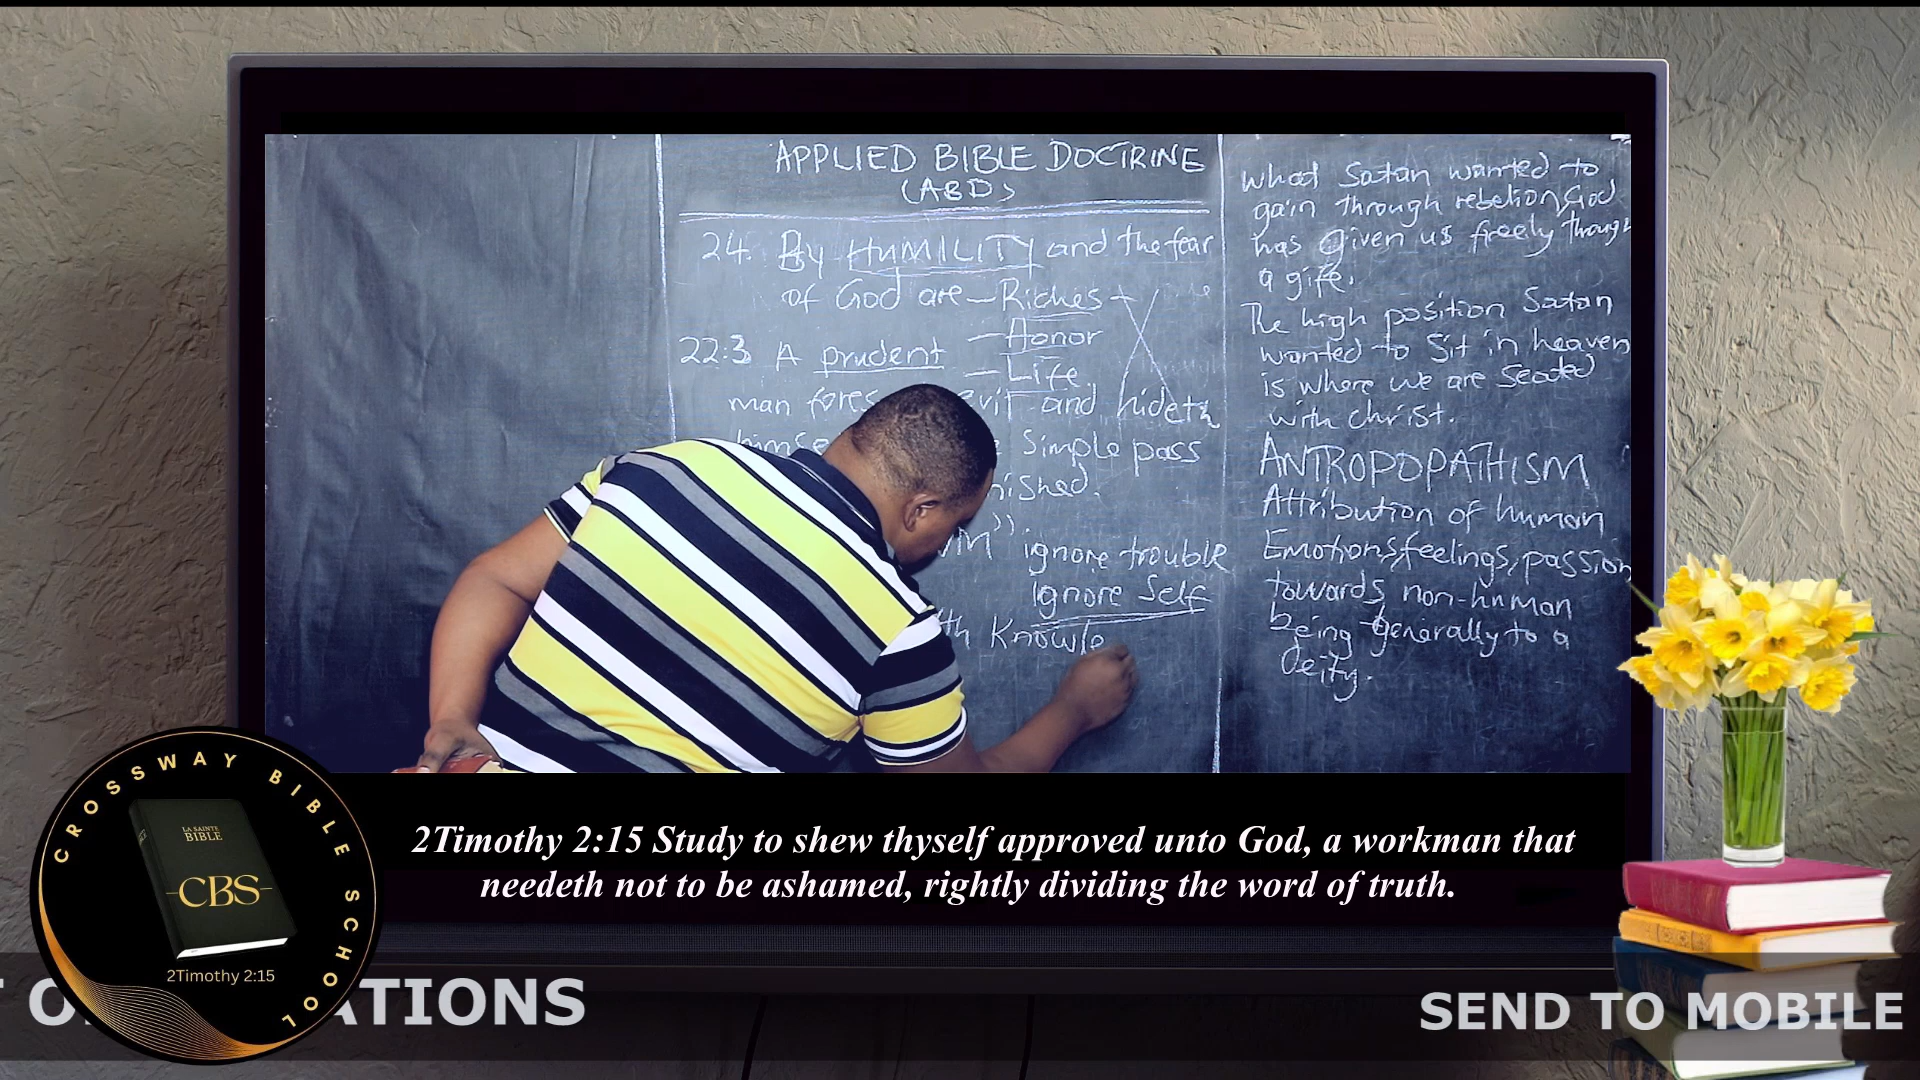 APPLIED BIBLE DOCTRINE
(ABD)
24. By HUMILITY and the fear
of God are - Riches
- Honor
22:3 A prudent - Life
man fores evil and hideth
himse Simple pass
nished.
ignore trouble
Ignore Self
th Knowle
what Satan wanted to
gain through rebelion, God
has given us freely through
a gift.
The high position Satan
wanted to Sit in heaven
is where we are Seated
with christ.
ANTROPOPATHISM
Attribution of human
Emotions, feelings, passion
towards non-human
being generally to a
Deity.
2Timothy 2:15 Study to shew thyself approved unto God, a workman that
needeth not to be ashamed, rightly dividing the word of truth.
CROSSWAY BIBLE SCHOOL
LA SAINTE
BIBLE
CBS
2Timothy 2:15
ATIONS
SEND TO MOBILE